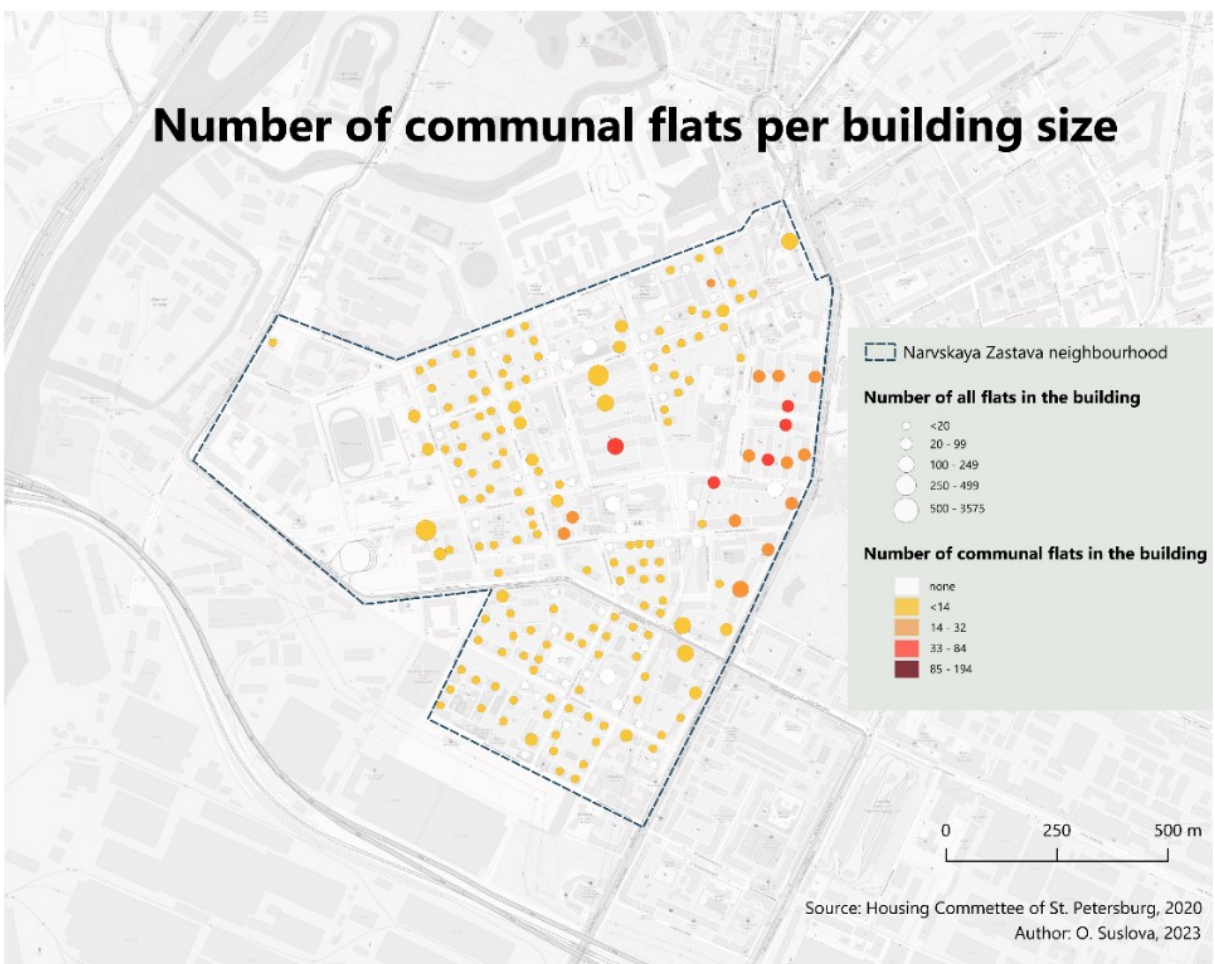 Number of communal flats per building size
Narvskaya Zastava neighbourhood
Number of all flats in the building
<20
20 - 99
100 - 249
250 - 499
500 - 3575
Number of communal flats in the building
none
<14
14 - 32
33 - 84
85 - 194
0 250 500 m
Source: Housing Commettee of St. Petersburg, 2020
Author: O. Suslova, 2023